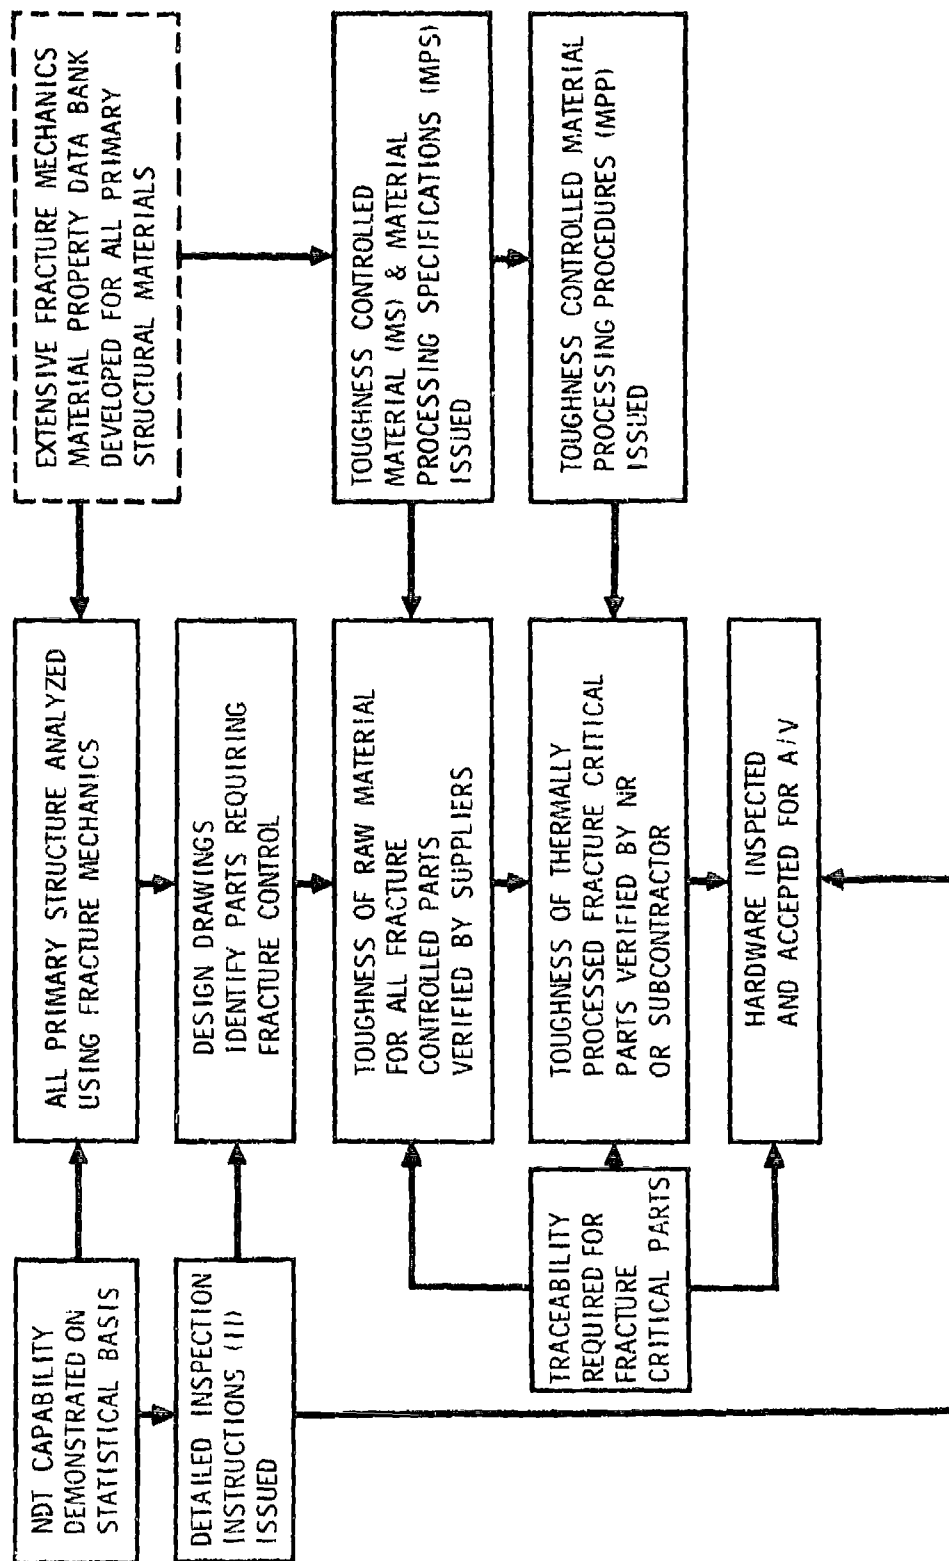 NDT CAPABILITY
DEMONSTRATED ON
STATISTICAL BASIS
ALL PRIMARY STRUCTURE ANALYZED
USING FRACTURE MECHANICS
EXTENSIVE FRACTURE MECHANICS
MATERIAL PROPERTY DATA BANK
DEVELOPED FOR ALL PRIMARY
STRUCTURAL MATERIALS
DETAILED INSPECTION
INSTRUCTIONS (II)
ISSUED
DESIGN DRAWINGS
IDENTIFY PARTS REQUIRING
FRACTURE CONTROL
TOUGHNESS OF RAW MATERIAL
FOR ALL FRACTURE
CONTROLLED PARTS
VERIFIED BY SUPPLIERS
TOUGHNESS CONTROLLED
MATERIAL (MS) & MATERIAL
PROCESSING SPECIFICATIONS (MPS)
ISSUED
TRACEABILITY
REQUIRED FOR
FRACTURE
CRITICAL PARTS
TOUGHNESS OF THERMALLY
PROCESSED FRACTURE CRITICAL
PARTS VERIFIED BY NR
OR SUBCONTRACTOR
TOUGHNESS CONTROLLED MATERIAL
PROCESSING PROCEDURES (MPP)
ISSUED
HARDWARE INSPECTED
AND ACCEPTED FOR A/V